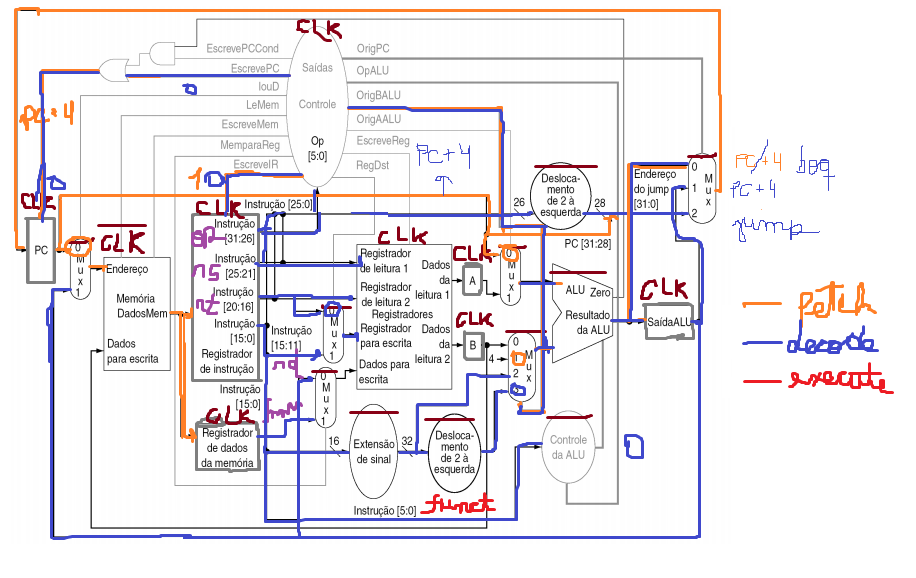 CLK
EscrevePCCond
EscrevePC
IouD
LeMem
EscreveMem
MemparaReg
EscreveIR
Saídas
Controle
Op
[5:0]
OrigPC
OpALU
OrigBALU
OrigAALU
EscreveReg
RegDst
PC=4
0
0
1
0
PC+4
CLK
PC
0
M
u
x
1
CLK
Endereço
Memória
DadosMem
Dados
para escrita
CLK
Instrução [25:0]
Instrução
[31:26]
op
Instrução
[25:21]
rs
Instrução
[20:16]
rt
Instrução
[15:0]
Registrador
de instrução
Instrução
[15:11]
rd
Instrução
[15:0]
imm
CLK
Registrador
de dados
da memória
0
M
u
x
1
0
M
u
x
1
CLK
Registrador
de leitura 1
Registrador
de leitura 2
Registradores
Registrador
para escrita
Dados para
escrita
Dados
da
leitura 1
Dados
da
leitura 2
CLK
A
CLK
B
4
0
M
u
x
1
0
1
M
u
x
2
3
16
Extensão
de sinal
32
Desloca-
mento
de 2 à
esquerda
funct
Instrução [5:0]
26
Desloca-
mento
de 2 à
esquerda
28
PC [31:28]
Endereço
do jump
[31:0]
ALU
Zero
Resultado
da ALU
CLK
SaídaALU
Controle
da ALU
0
0
M
u
1
x
2
PC+4 beq
PC+4
jump
fetch
decode
execute